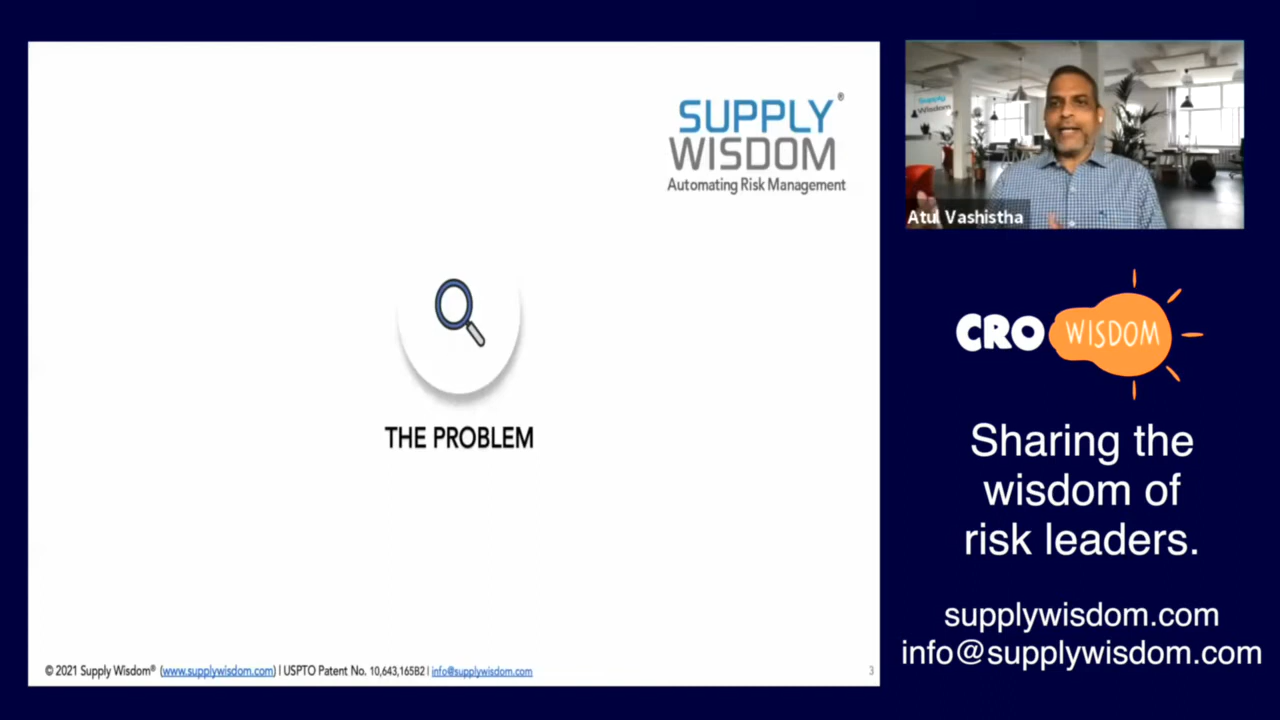 SUPPLY®
WISDOM
Automating Risk Management
THE PROBLEM
© 2021 Supply Wisdom® (www.supplywisdom.com) | USPTO Patent No. 10,643,165B2 | info@supplywisdom.com
3
Supply
Wisdom
Atul Vashistha
CRO WISDOM
Sharing the
wisdom of
risk leaders.
supplywisdom.com
info@supplywisdom.com